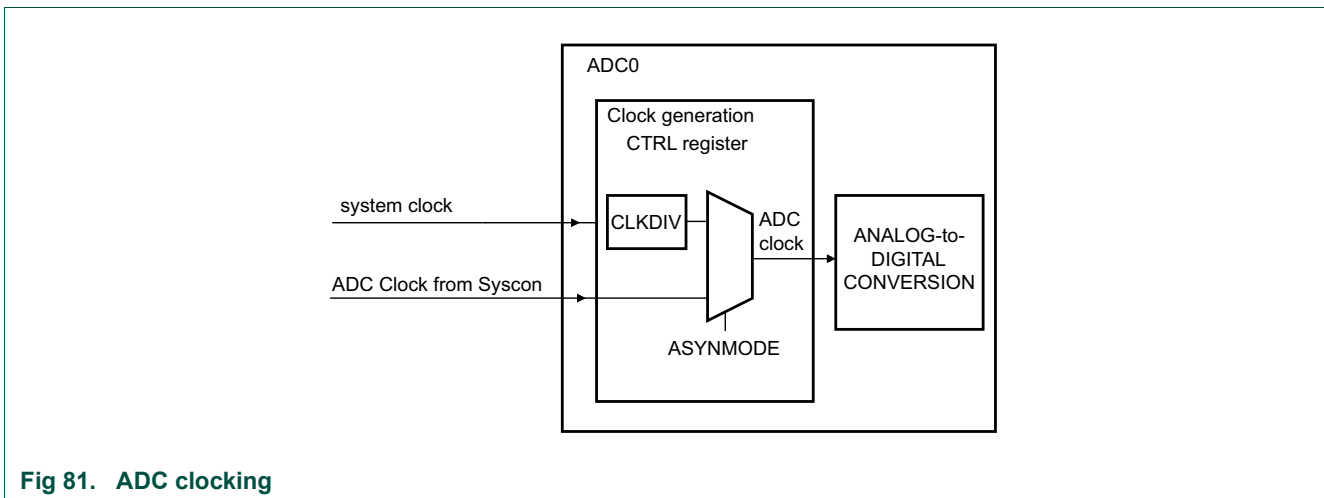 ADC0
Clock generation
CTRL register
system clock
CLKDIV
ADC
clock
ANALOG-to-
DIGITAL
CONVERSION
ADC Clock from Syscon
ASYNMODE
Fig 81. ADC clocking